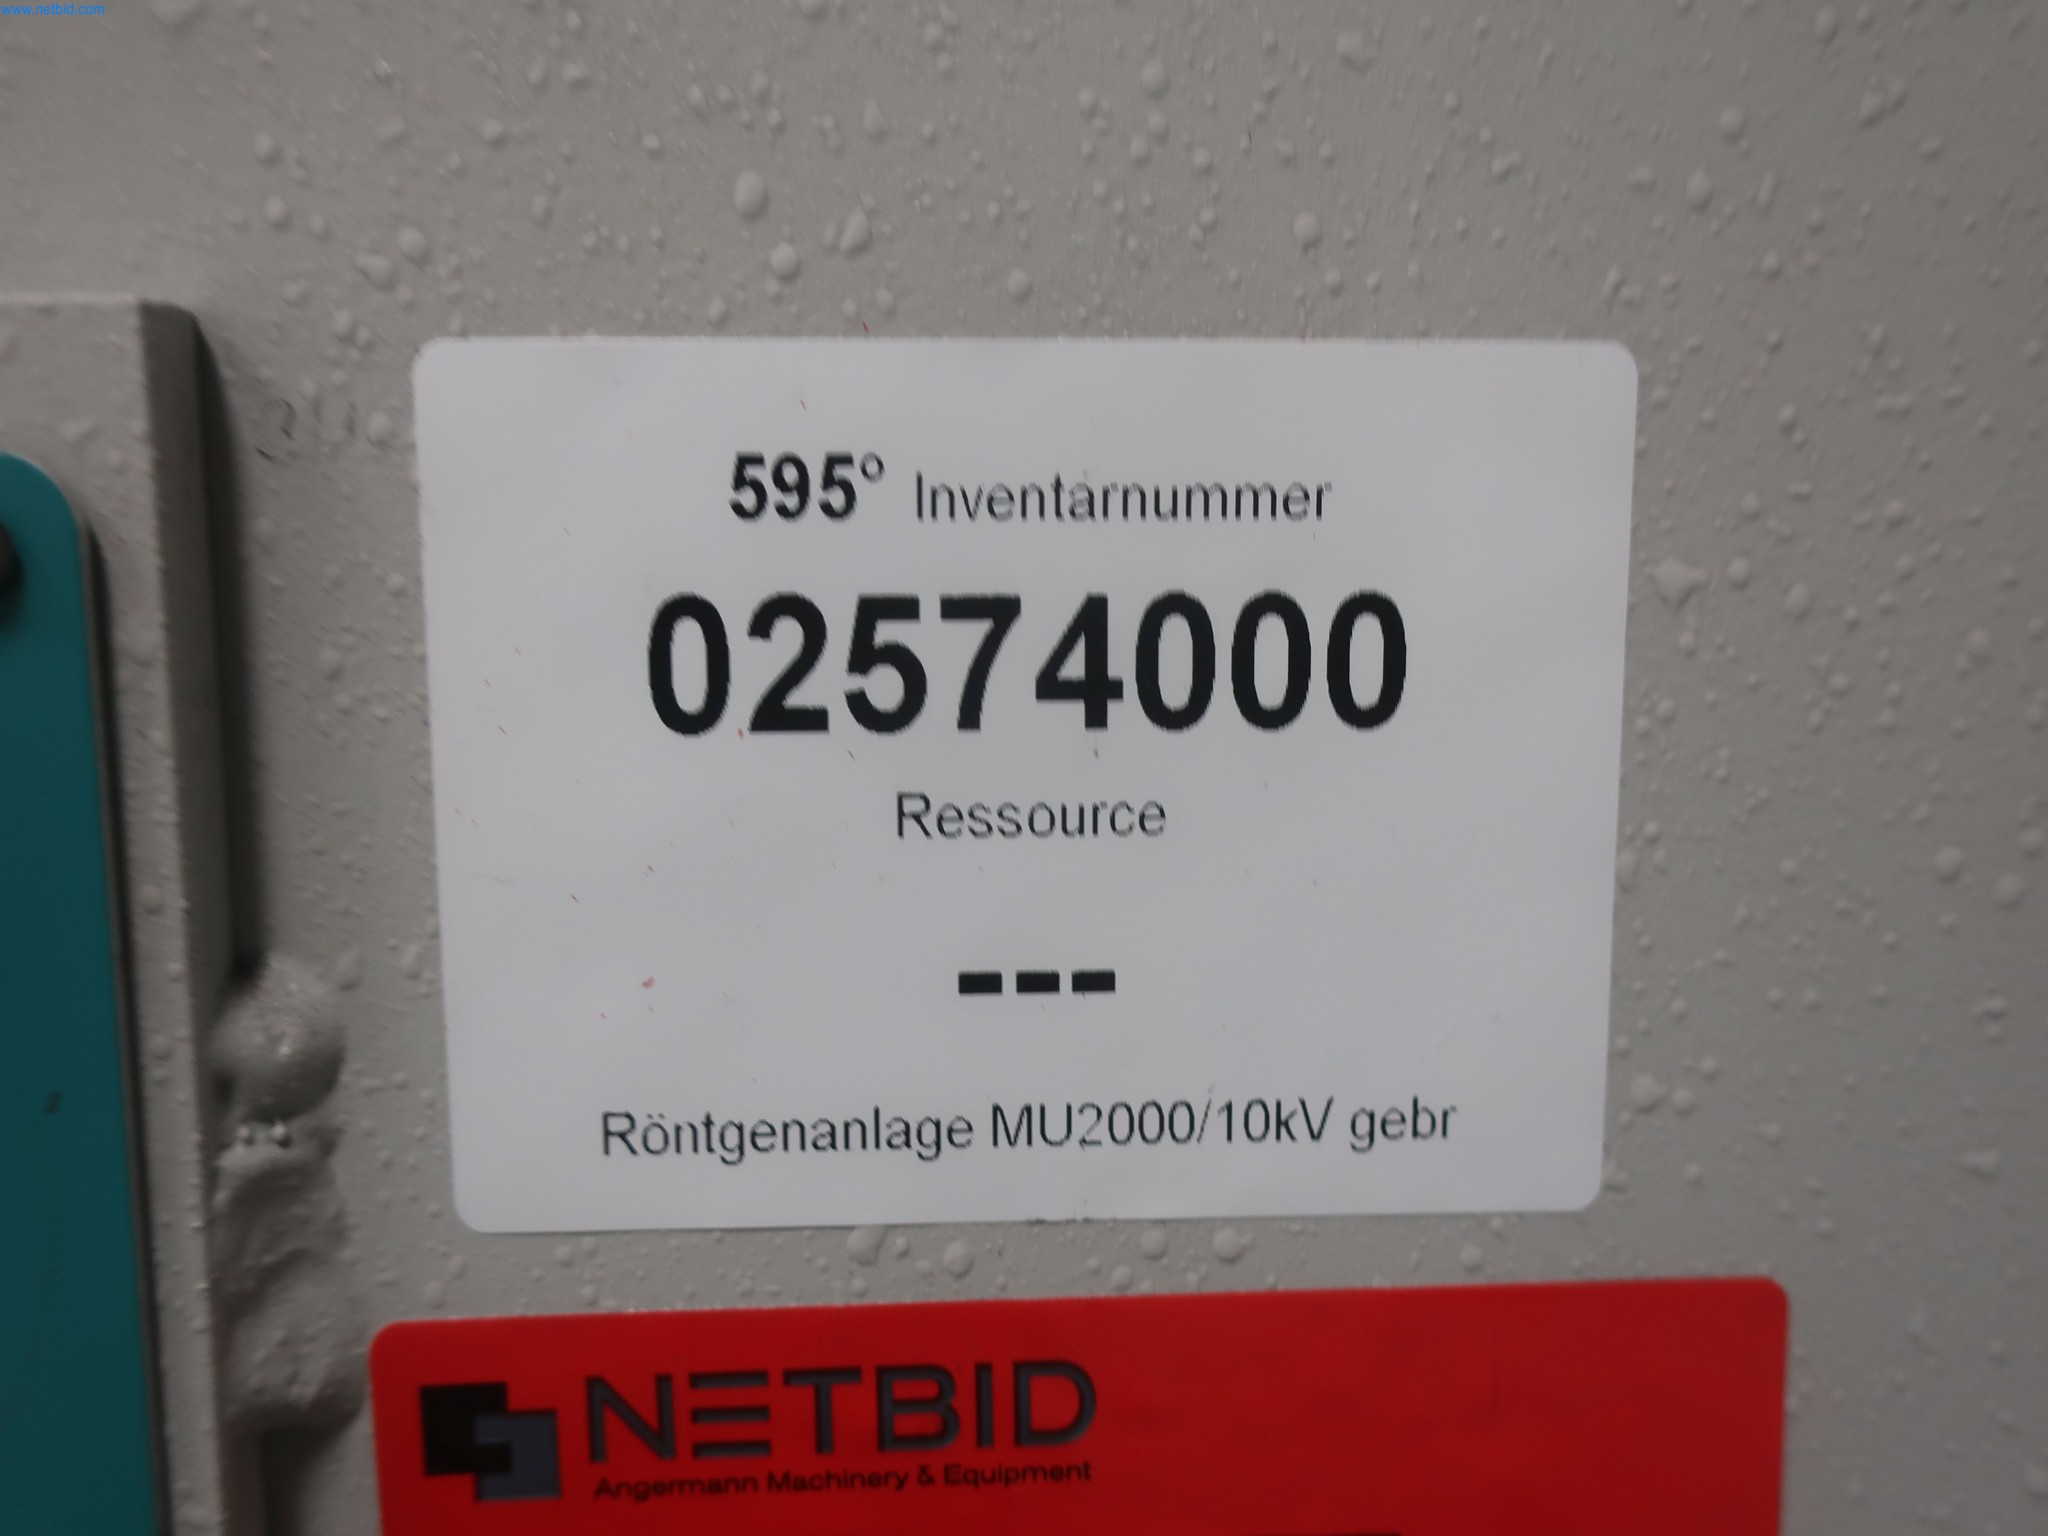 www.netbid.com
595° Inventarnummer
02574000
Ressource
---
Röntgenanlage MU2000/10kV gebr
NETBID
Angermann Machinery & Equipment